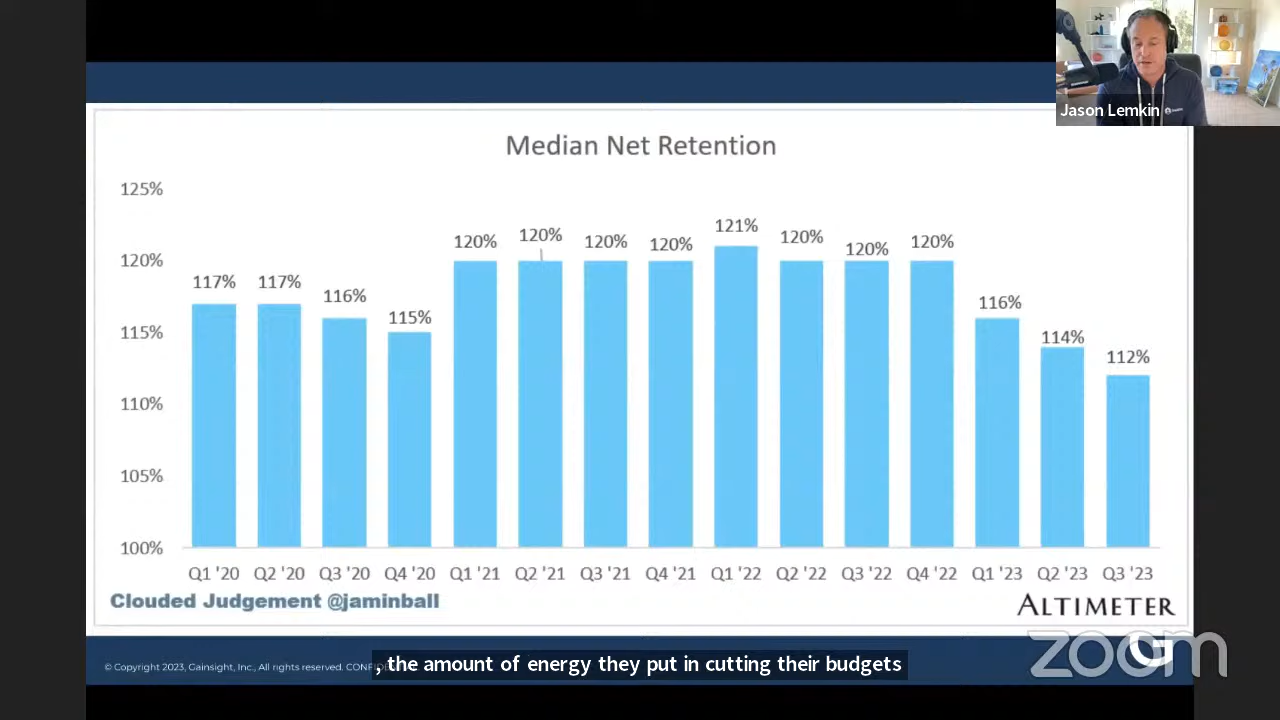 Jason Lemkin
Median Net Retention
125%
120%
115%
110%
105%
100%
117%
117%
116%
115%
120%
120%
120%
120%
121%
120%
120%
120%
116%
114%
112%
Q1 '20
Q2 '20
Q3 '20
Q4 '20
Q1 '21
Q2 '21
Q3 '21
Q4 '21
Q1 '22
Q2 '22
Q3 '22
Q4 '22
Q1 '23
Q2 '23
Q3 '23
Clouded Judgement @jaminball
ALTIMETER
© Copyright 2023, Gainsight, Inc., All rights reserved.
, the amount of energy they put in cutting their budgets
zoom